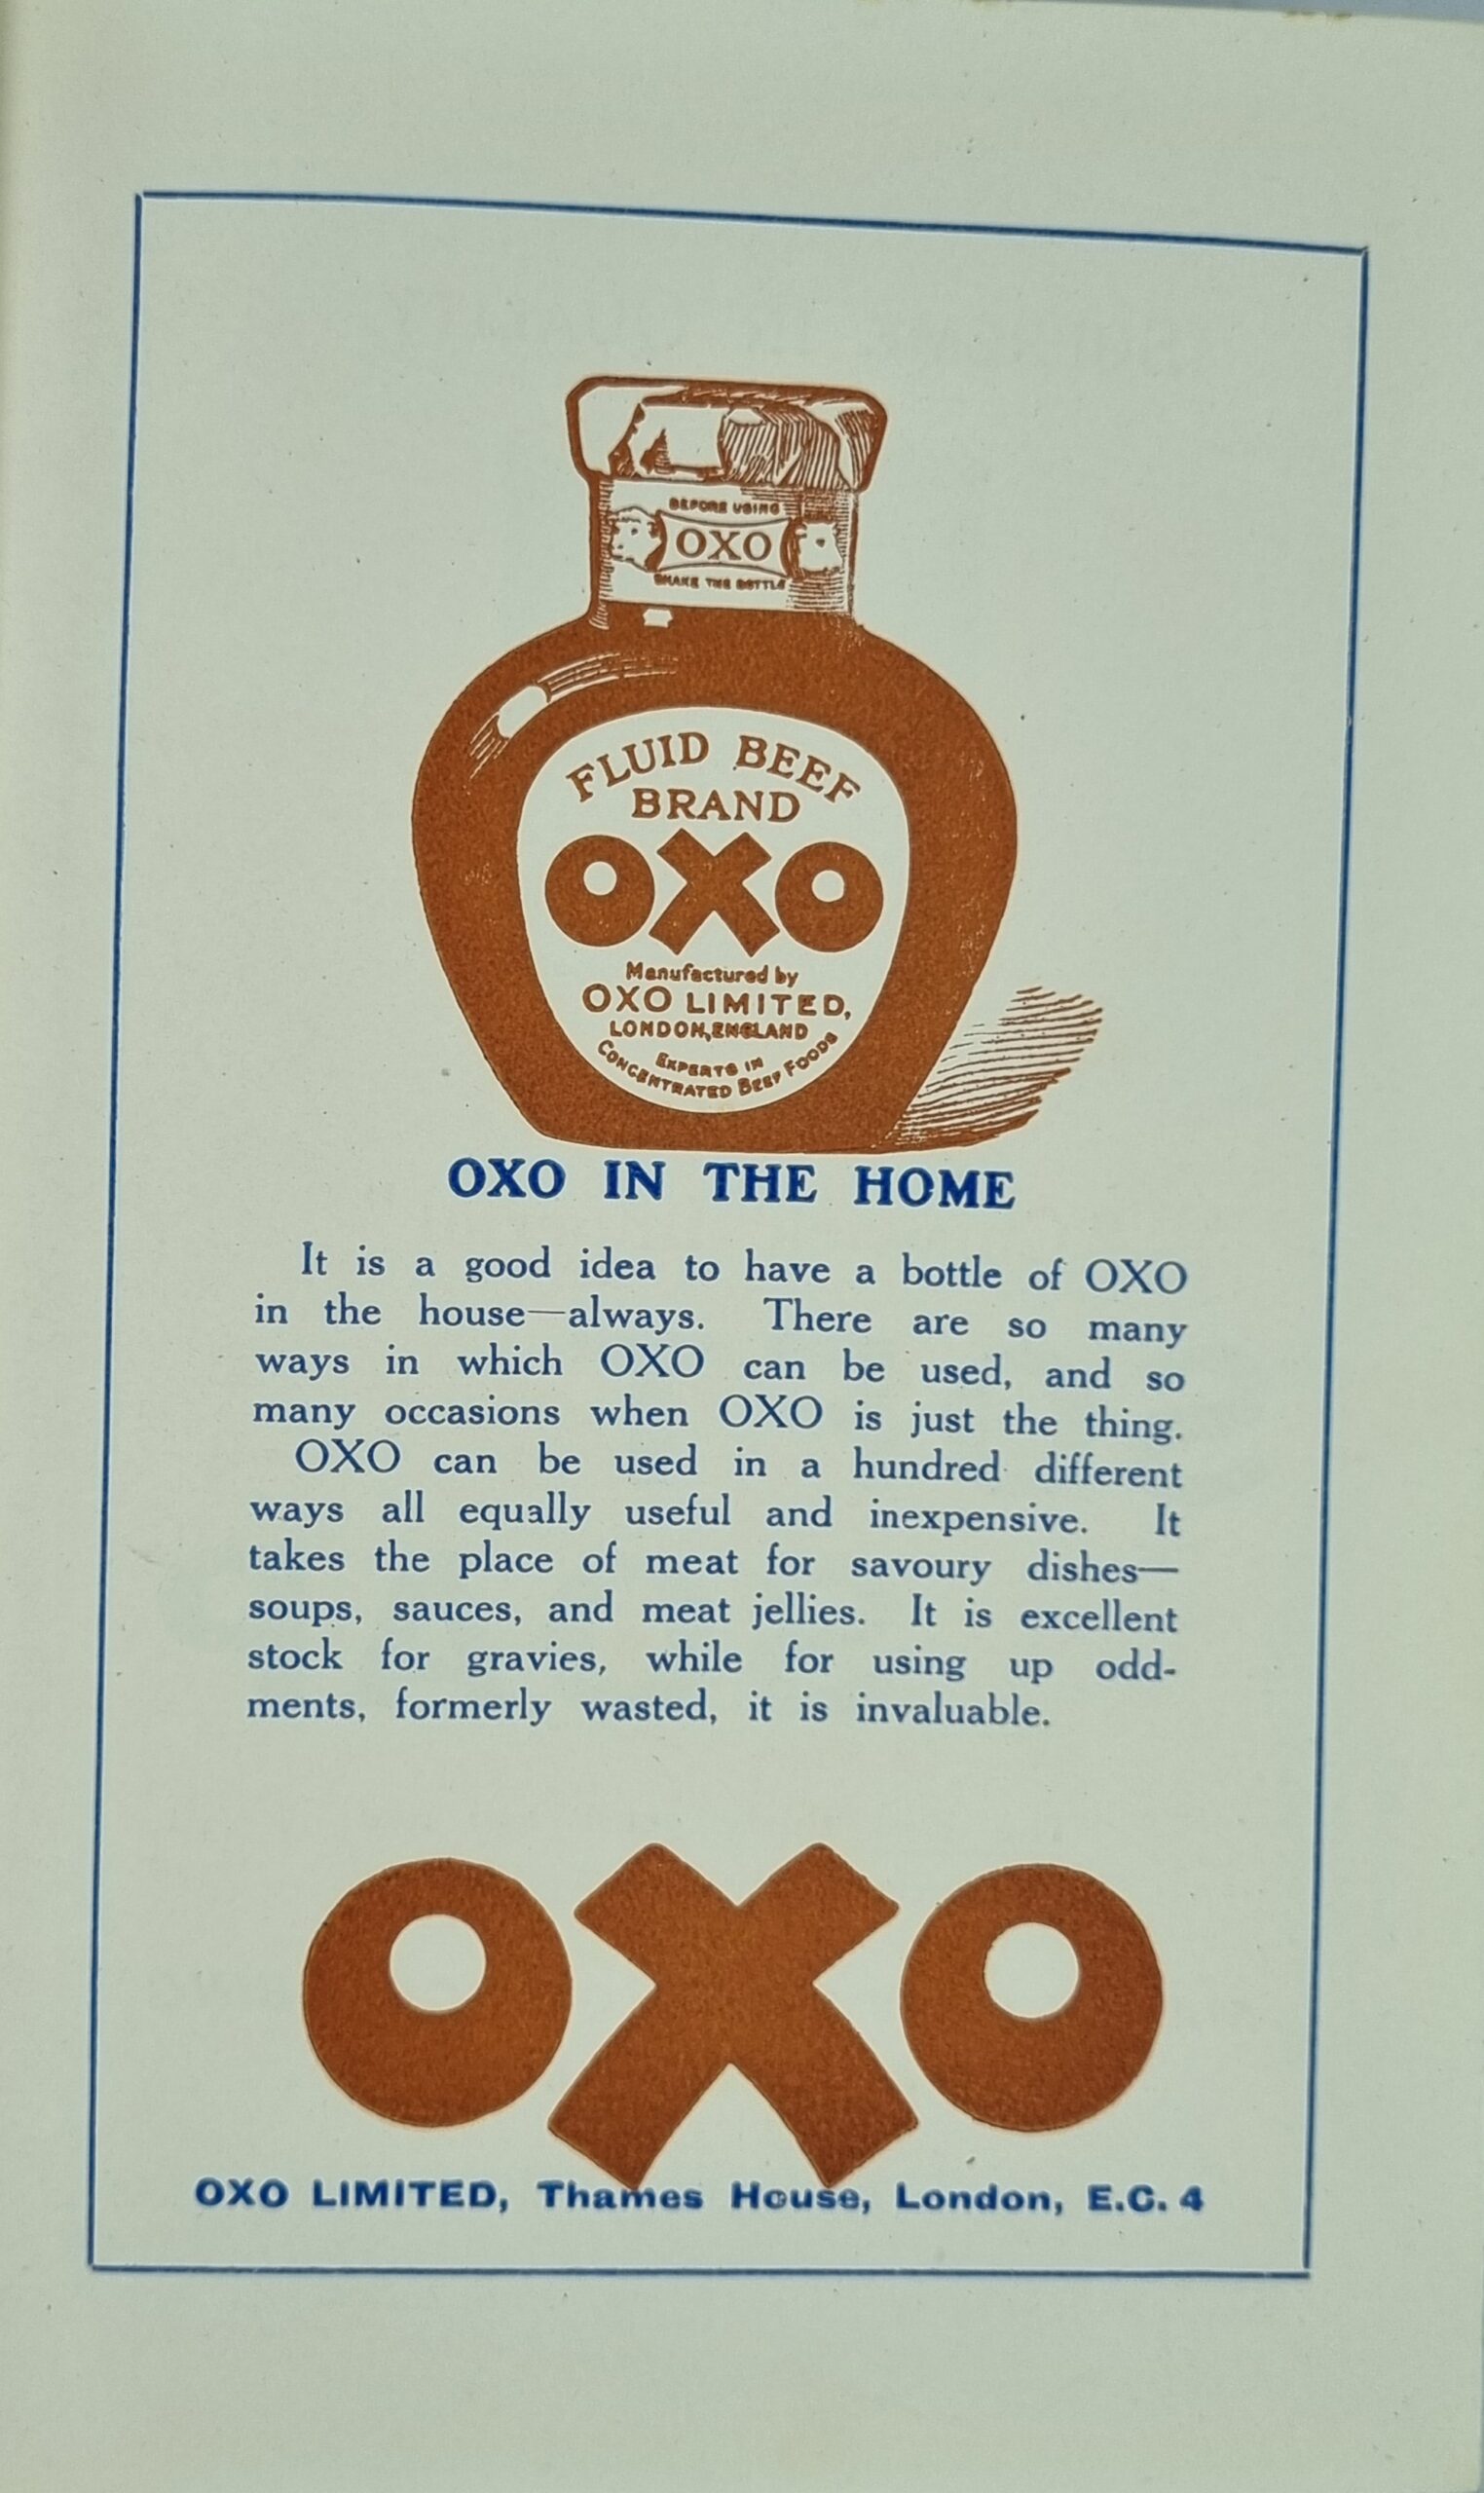 BEFORE USING
OXO
SHAKE THE BOTTLE
FLUID BEEF
BRAND
OXO
Manufactured by
OXO LIMITED,
LONDON, ENGLAND
EXPERTS IN
CONCENTRATED BEEF FOODS
OXO IN THE HOME
It is a good idea to have a bottle of OXO
in the house—always. There are so many
ways in which OXO can be used, and so
many occasions when OXO is just the thing.
OXO can be used in a hundred different
ways all equally useful and inexpensive. It
takes the place of meat for savoury dishes—
soups, sauces, and meat jellies. It is excellent
stock for gravies, while for using up odd-
ments, formerly wasted, it is invaluable.
OXO
OXO LIMITED, Thames House, London, E.C. 4